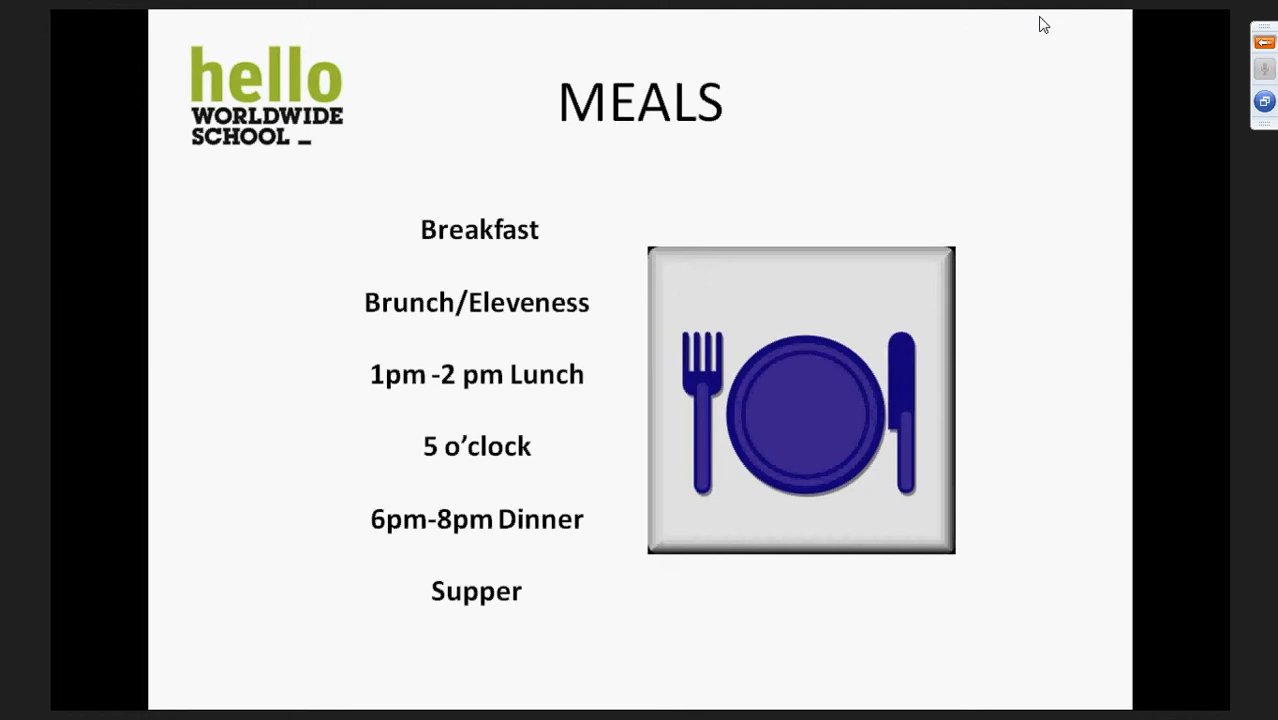 hello
WORLDWIDE
SCHOOL _
MEALS
Breakfast
Brunch/Eleveness
1pm -2 pm Lunch
5 o’clock
6pm-8pm Dinner
Supper